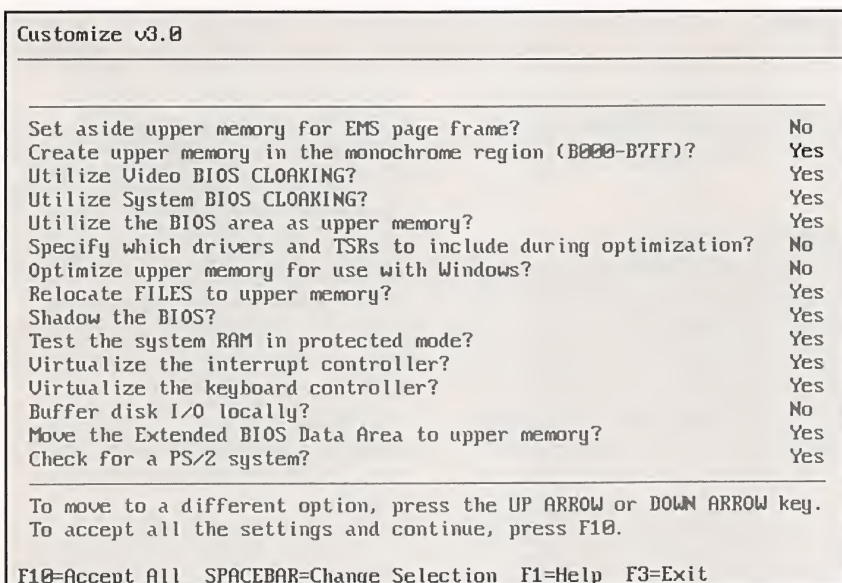 Customize v3.0
Set aside upper memory for EMS page frame? No
Create upper memory in the monochrome region (B000-B7FF)? Yes
Utilize Video BIOS CLOAKING? Yes
Utilize System BIOS CLOAKING? Yes
Utilize the BIOS area as upper memory? Yes
Specify which drivers and TSRs to include during optimization? No
Optimize upper memory for use with Windows? No
Relocate FILES to upper memory? Yes
Shadow the BIOS? Yes
Test the system RAM in protected mode? Yes
Virtualize the interrupt controller? Yes
Virtualize the keyboard controller? Yes
Buffer disk I/O locally? No
Move the Extended BIOS Data Area to upper memory? Yes
Check for a PS/2 system? Yes
To move to a different option, press the UP ARROW or DOWN ARROW key.
To accept all the settings and continue, press F10.
F10=Accept All SPACEBAR=Change Selection F1=Help F3=Exit